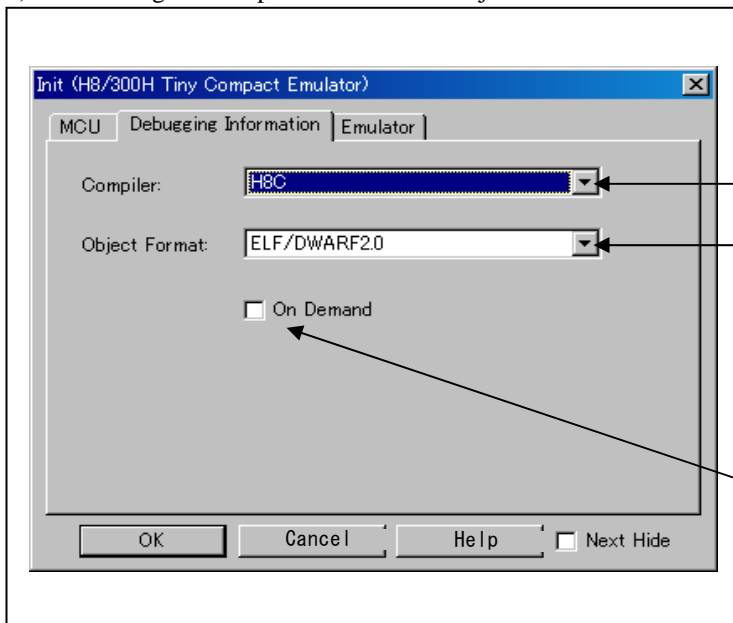 Init (H8/300H Tiny Compact Emulator)
MCU Debugging Information Emulator
Compiler: H8C
Object Format: ELF/DWARF2.0
On Demand
OK Cancel Help Next Hide